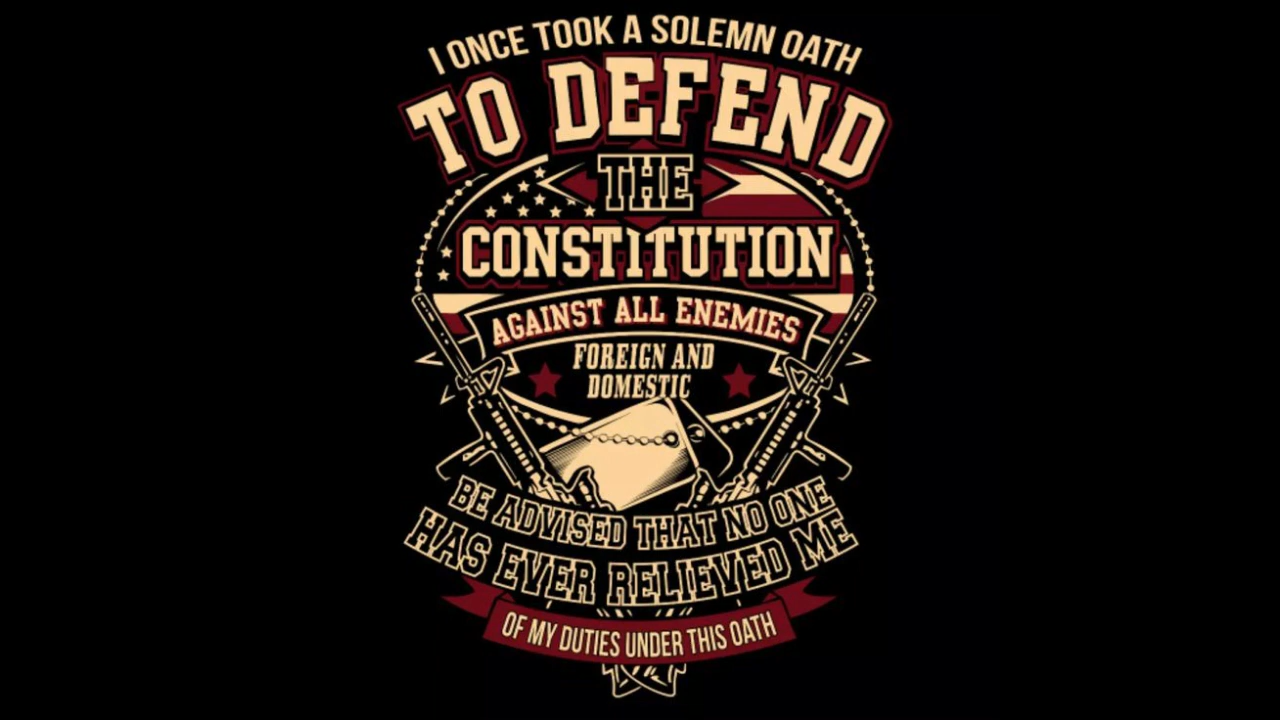 I ONCE TOOK A SOLEMN OATH
TO DEFEND
THE
CONSTITUTION
AGAINST ALL ENEMIES
FOREIGN AND
DOMESTIC
BE ADVISED THAT NO ONE
HAS EVER RELIEVED ME
OF MY DUTIES UNDER THIS OATH